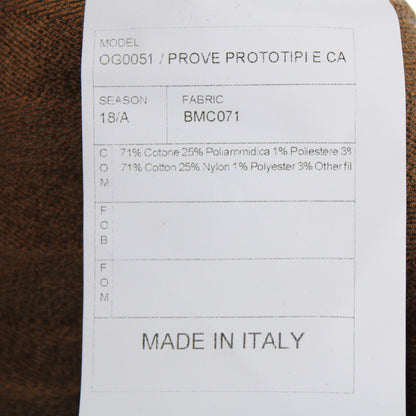 MODEL
OG0051 / PROVE PROTOTIPI E CA
SEASON
18/A
FABRIC
BMC071
COM
71% Cotone 25% Poliammidica 1% Poliestere 3%
71% Cotton 25% Nylon 1% Polyester 3% Other fil
FCB
FOM
MADE IN ITALY